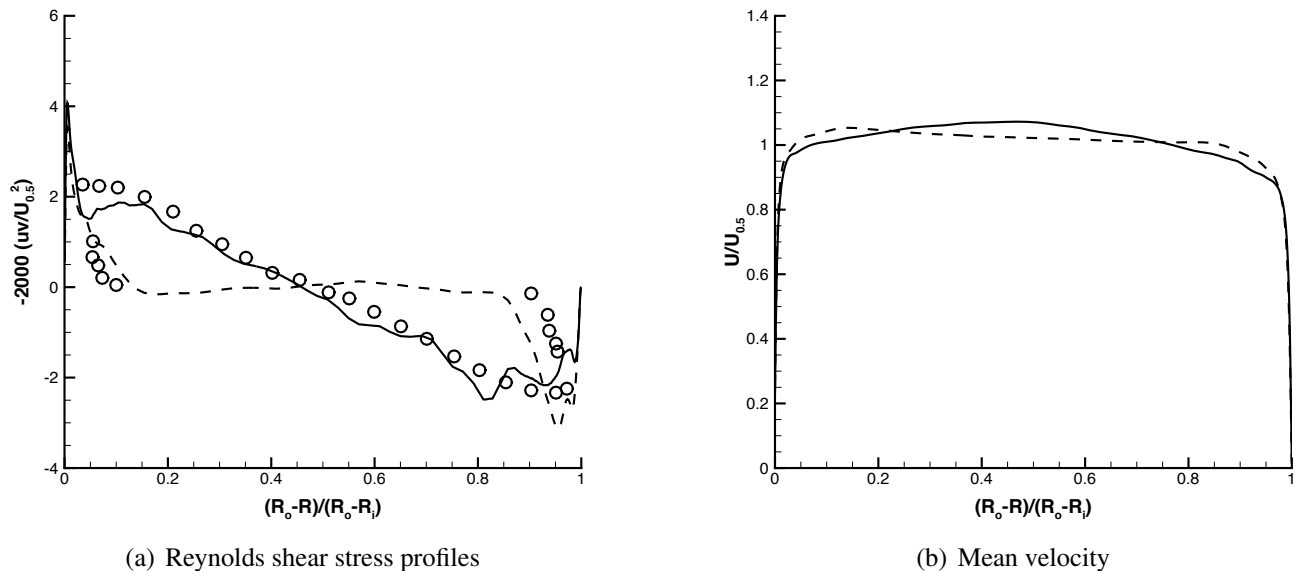 6
4
2
0
-2
-4
-2000 (uv/U₀.₅²)
0 0.2 0.4 0.6 0.8 1
(Rₒ-R)/(Rₒ-Rᵢ)
(a) Reynolds shear stress profiles
1.4
1.2
1
0.8
0.6
0.4
0.2
0
U/U₀.₅
0 0.2 0.4 0.6 0.8 1
(Rₒ-R)/(Rₒ-Rᵢ)
(b) Mean velocity